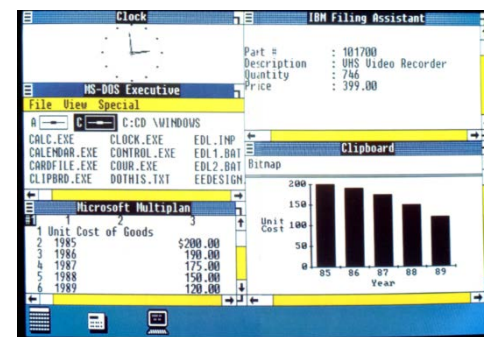 Clock
MS-DOS Executive
File View Special
A C C:CD \WINDOWS
CALC.EXE CLOCK.EXE EDL.INP
CALENDAR.EXE CONTROL.EXE EDL1.BAT
CARDFILE.EXE COUR.EXE EDL2.BAT
CLIPBRD.EXE DOTHIS.TXT EEDESIGN
Microsoft Multiplan
#1 1 2 3
1 Unit Cost of Goods
2 1985 $200.00
3 1986 190.00
4 1987 175.00
5 1988 150.00
6 1989 120.00
IBM Filing Assistant
Part # : 101700
Description : VHS Video Recorder
Quantity : 746
Price : 399.00
Clipboard
Bitmap
200
150
Unit
Cost 100
50
0
85 86 87 88 89
Year